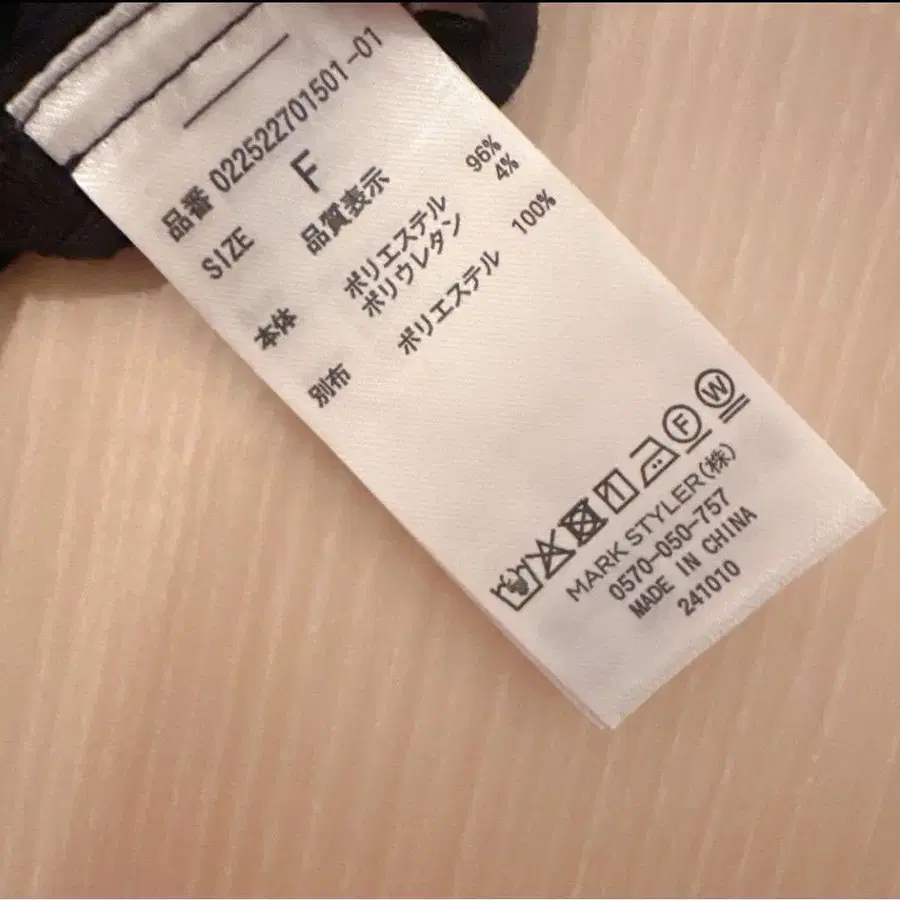 品番 022522701501-01
SIZE F
品質表示
本体 ポリエステル 96%
ポリウレタン 4%
別布 ポリエステル 100%
F W
MARK STYLER(株)
0570-050-757
MADE IN CHINA
241010